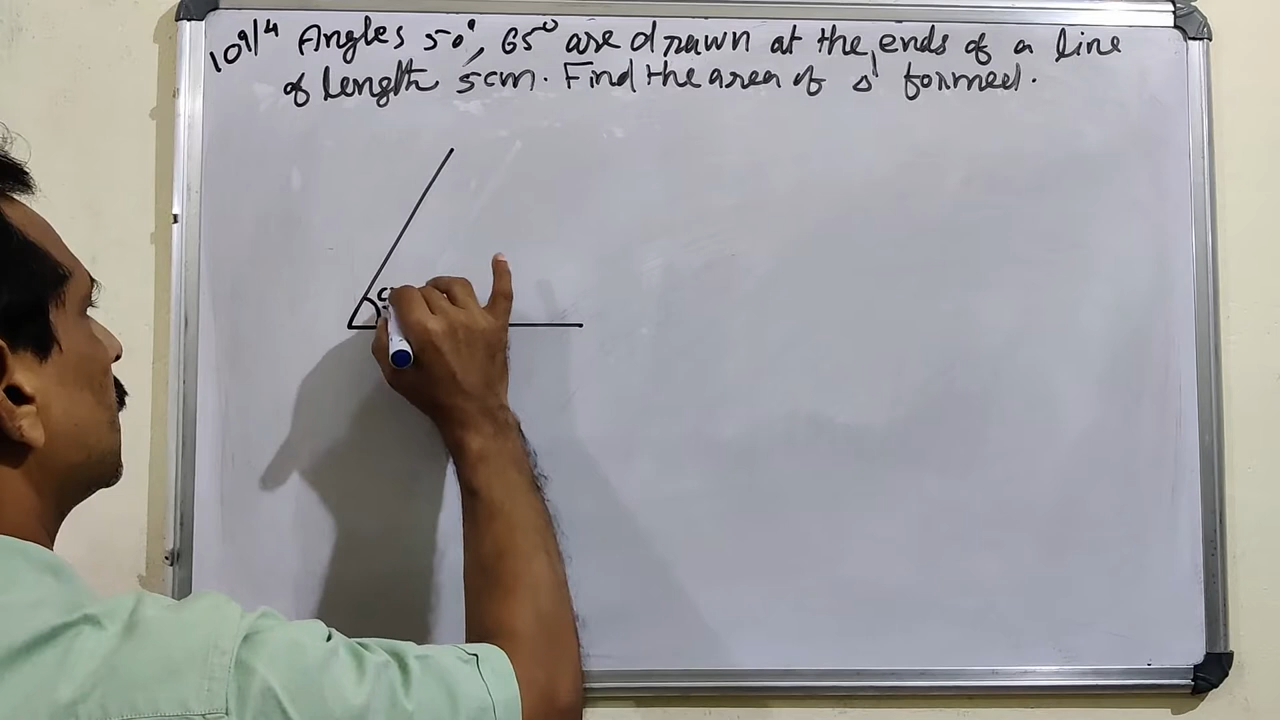 10 9/4 Angles 50°, 65° are drawn at the ends of a line
of length 5cm. Find the area of Δ formed.